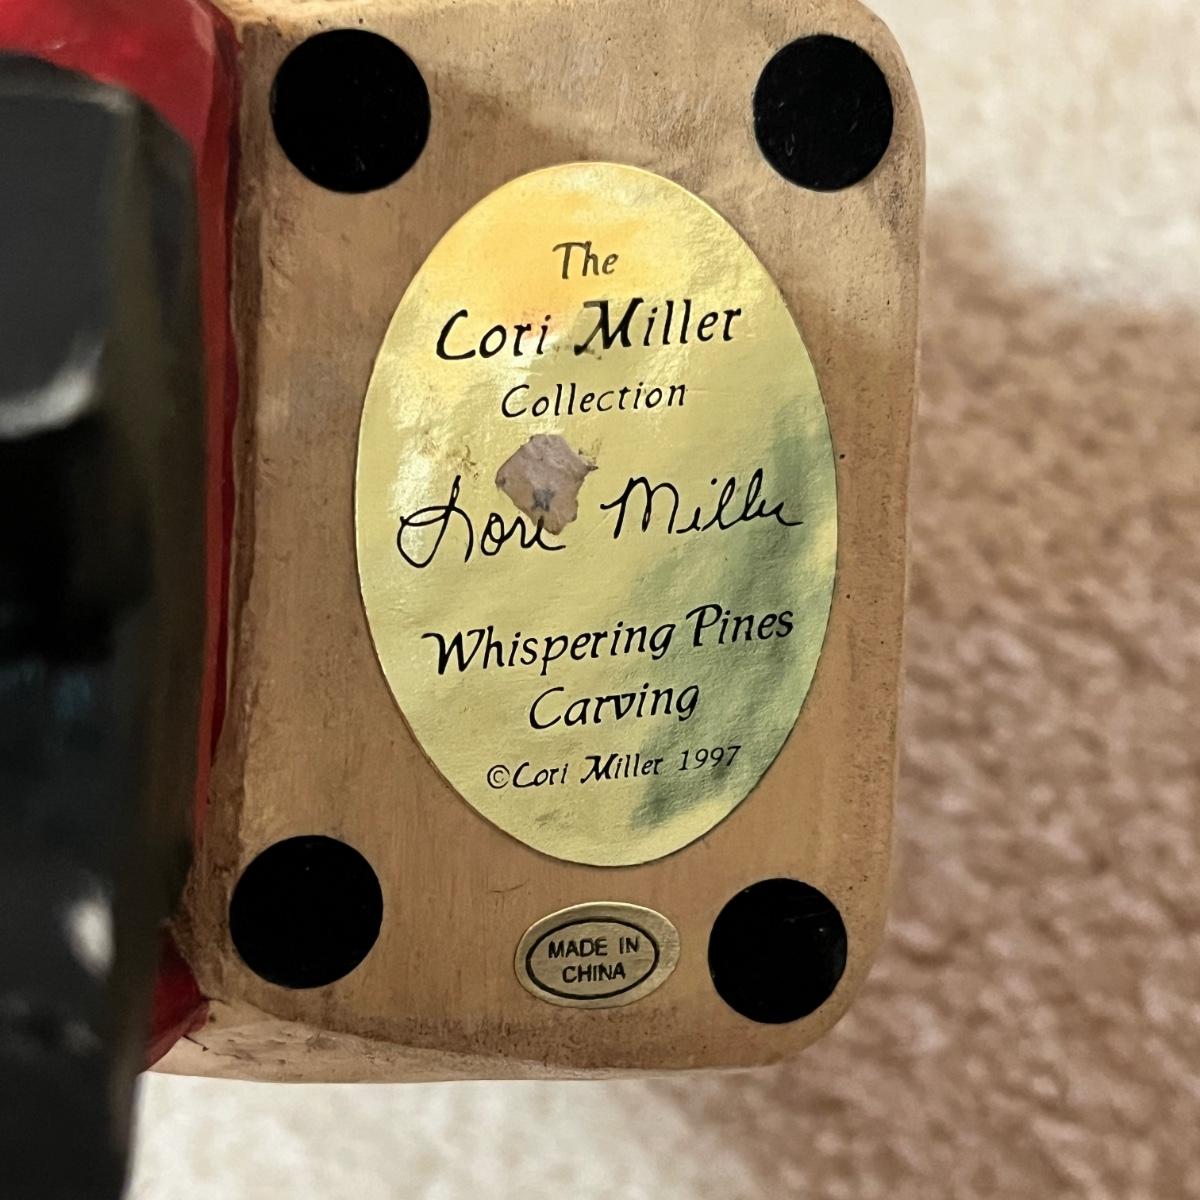 The
Cori Miller
Collection
Lori Miller
Whispering Pines
Carving
©Cori Miller 1997
MADE IN
CHINA